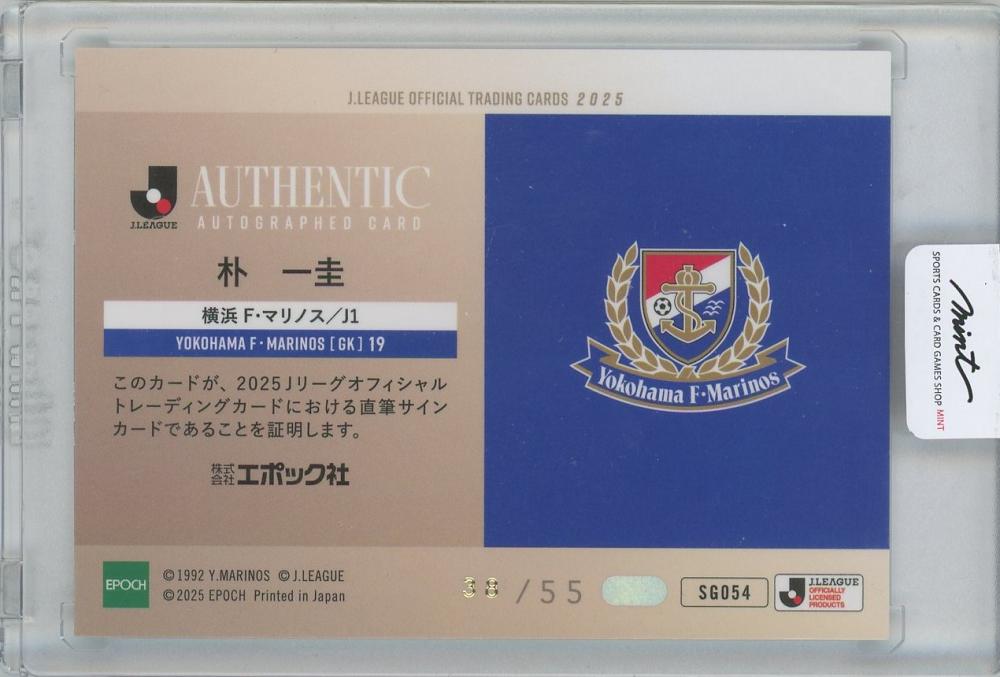 J.LEAGUE OFFICIAL TRADING CARDS 2025
J.LEAGUE
AUTHENTIC
AUTOGRAPHED CARD
朴 一圭
横浜 F・マリノス/J1
YOKOHAMA F・MARINOS [GK] 19
このカードが、2025 Jリーグオフィシャル
トレーディングカードにおける直筆サイン
カードであることを証明します。
株式会社エポック社
Yokohama F・Marinos
EPOCH
©1992 Y.MARINOS ©J.LEAGUE
©2025 EPOCH Printed in Japan
38/55
SG054
J.LEAGUE
OFFICIALLY
LICENSED
PRODUCTS
mint
SPORTS CARDS & CARD GAMES SHOP MINT